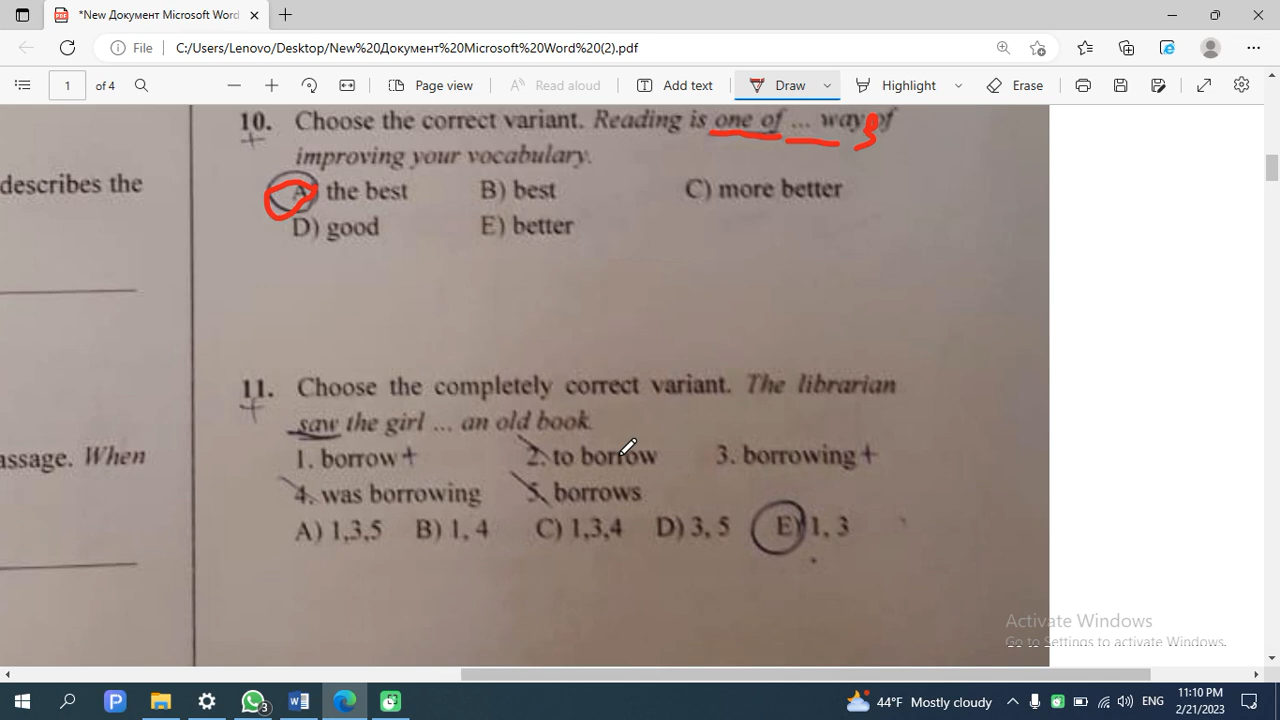 *New Документ Microsoft Word
File C:/Users/Lenovo/Desktop/New%20Документ%20Microsoft%20Word%20(2).pdf
1 of 4 Page view Read aloud Add text Draw Highlight Erase
10. Choose the correct variant. Reading is one of ... way of
improving your vocabulary.
A) the best B) best C) more better
D) good E) better
describes the
11. Choose the completely correct variant. The librarian
saw the girl ... an old book.
1. borrow + 2. to borrow 3. borrowing +
4. was borrowing 5. borrows
A) 1,3,5 B) 1, 4 C) 1,3,4 D) 3, 5 E) 1, 3
assage. When
Activate Windows
Go to Settings to activate Windows.
3 44°F Mostly cloudy ENG 11:10 PM
2/21/2023